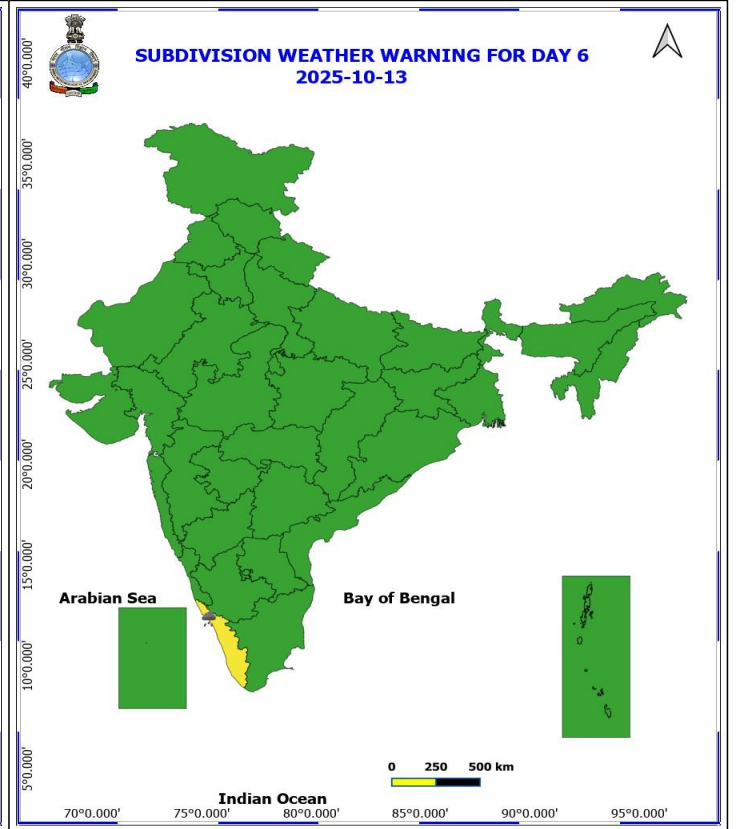 SUBDIVISION WEATHER WARNING FOR DAY 6
2025-10-13
40°0.000'
35°0.000'
30°0.000'
25°0.000'
20°0.000'
15°0.000'
10°0.000'
5°0.000'
Arabian Sea
Bay of Bengal
0 250 500 km
Indian Ocean
70°0.000' 75°0.000' 80°0.000' 85°0.000' 90°0.000' 95°0.000'